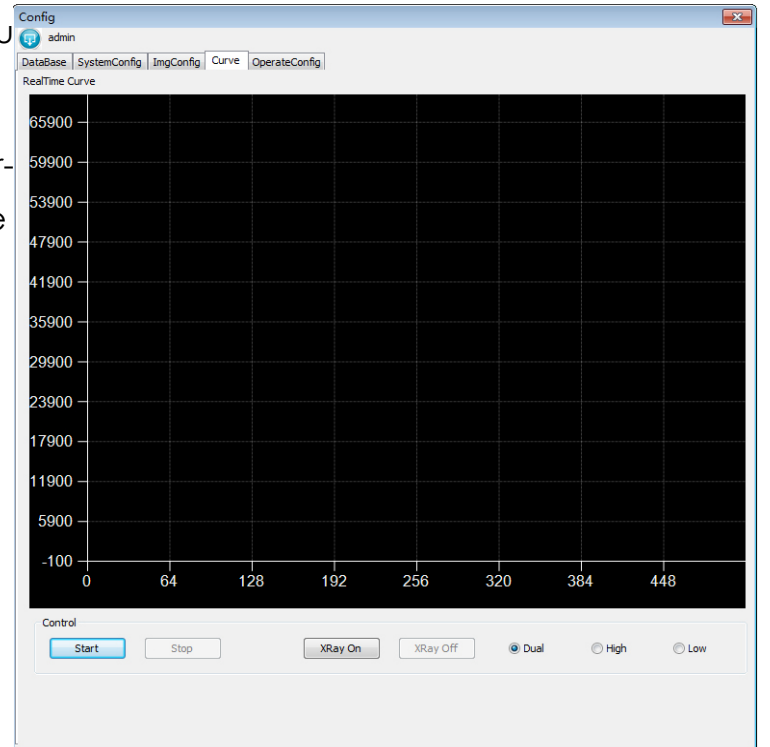 Config
U
admin
DataBase SystemConfig ImgConfig Curve OperateConfig
RealTime Curve
65900
r-
59900
53900
e
47900
41900
35900
29900
23900
17900
11900
5900
-100
0 64 128 192 256 320 384 448
Control
Start Stop XRay On XRay Off Dual High Low